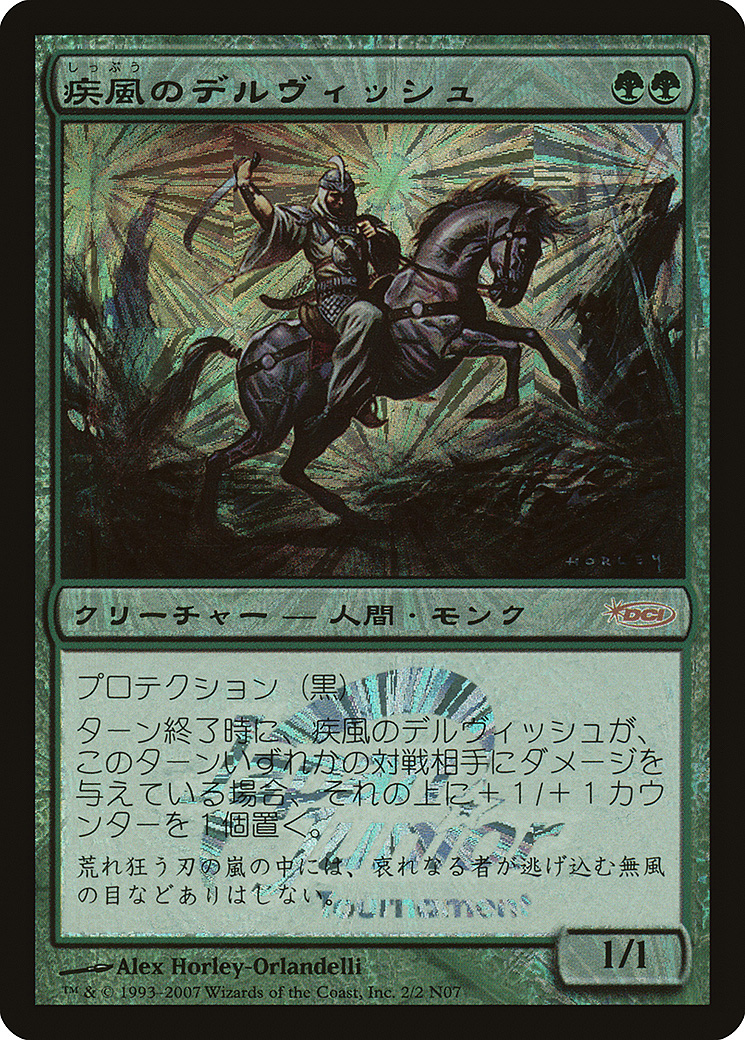 しっぷう
疾風のデルヴィッシュ
HORLEY
クリーチャー — 人間・モンク
DCI
プロテクション（黒）
ターン終了時に、疾風のデルヴィッシュが、
このターンいずれかの対戦相手にダメージを
与えている場合、それの上に＋１/＋１カウ
ンターを１個置く。
荒れ狂う刃の嵐の中には、哀れなる者が逃げ込む無風
の目などありはしない。
Junior
Tournament
1/1
Alex Horley-Orlandelli
™ & © 1993-2007 Wizards of the Coast, Inc. 2/2 N07